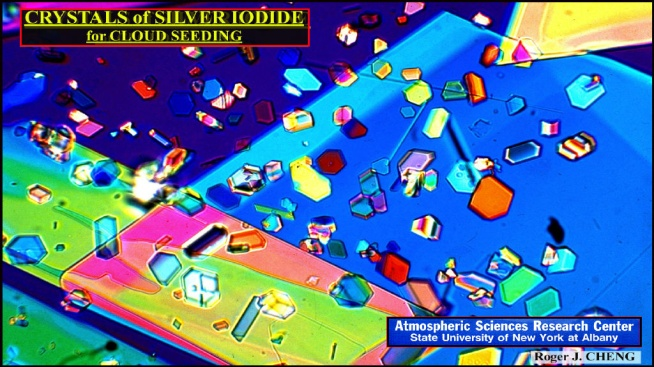 CRYSTALS of SILVER IODIDE
for CLOUD SEEDING
Atmospheric Sciences Research Center
State University of New York at Albany
Roger J. CHENG